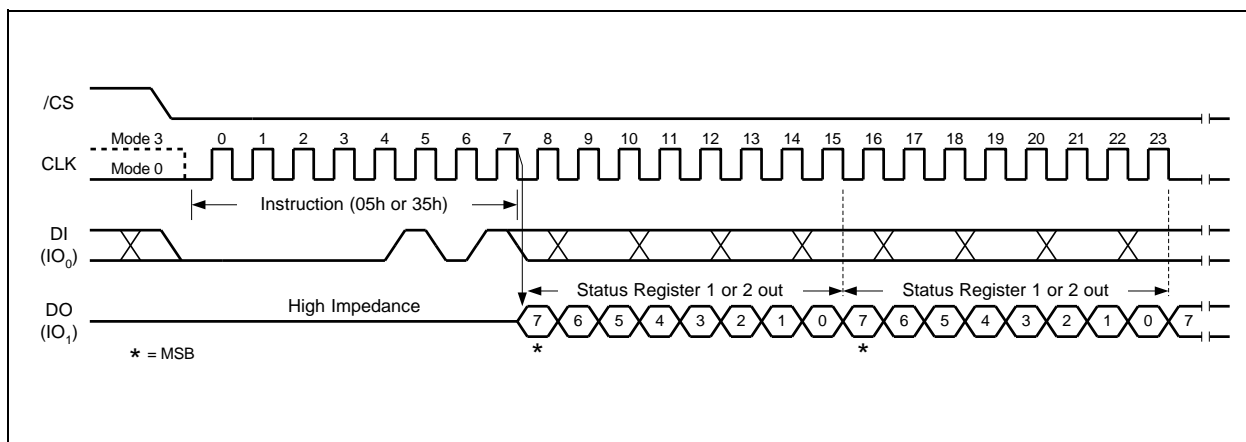 /CS
Mode 3
0 1 2 3 4 5 6 7 8 9 10 11 12 13 14 15 16 17 18 19 20 21 22 23
CLK
Mode 0
Instruction (05h or 35h)
DI
(IO0)
Status Register 1 or 2 out Status Register 1 or 2 out
High Impedance
DO
(IO1)
7 6 5 4 3 2 1 0 7 6 5 4 3 2 1 0 7
* *
* = MSB